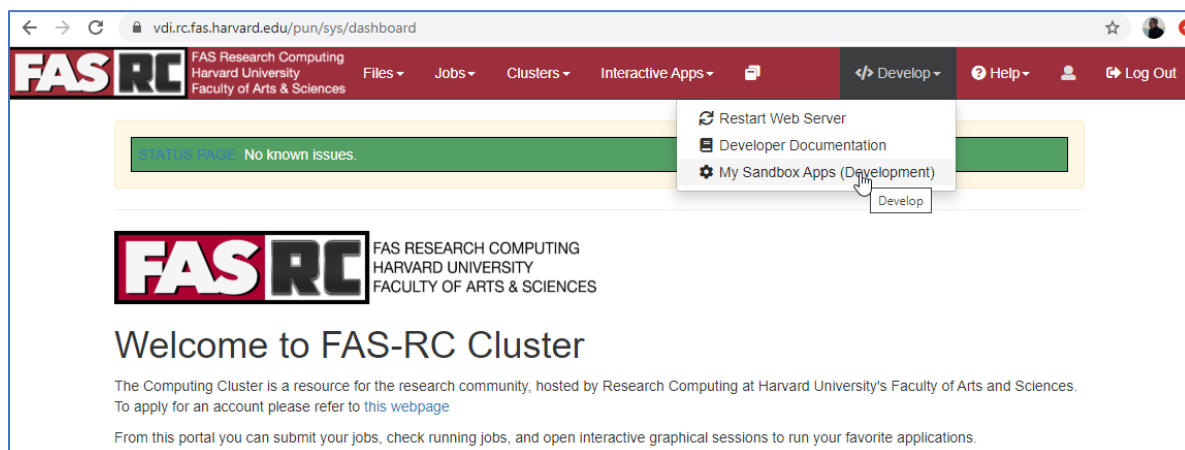 vdi.rc.fas.harvard.edu/pun/sys/dashboard
FAS RC
FAS Research Computing
Harvard University
Faculty of Arts & Sciences
Files Jobs Clusters Interactive Apps </> Develop Help Log Out
Restart Web Server
Developer Documentation
My Sandbox Apps (Development)
Develop
STATUS PAGE No known issues.
FAS RC
FAS RESEARCH COMPUTING
HARVARD UNIVERSITY
FACULTY OF ARTS & SCIENCES
Welcome to FAS-RC Cluster
The Computing Cluster is a resource for the research community, hosted by Research Computing at Harvard University's Faculty of Arts and Sciences.
To apply for an account please refer to this webpage
From this portal you can submit your jobs, check running jobs, and open interactive graphical sessions to run your favorite applications.